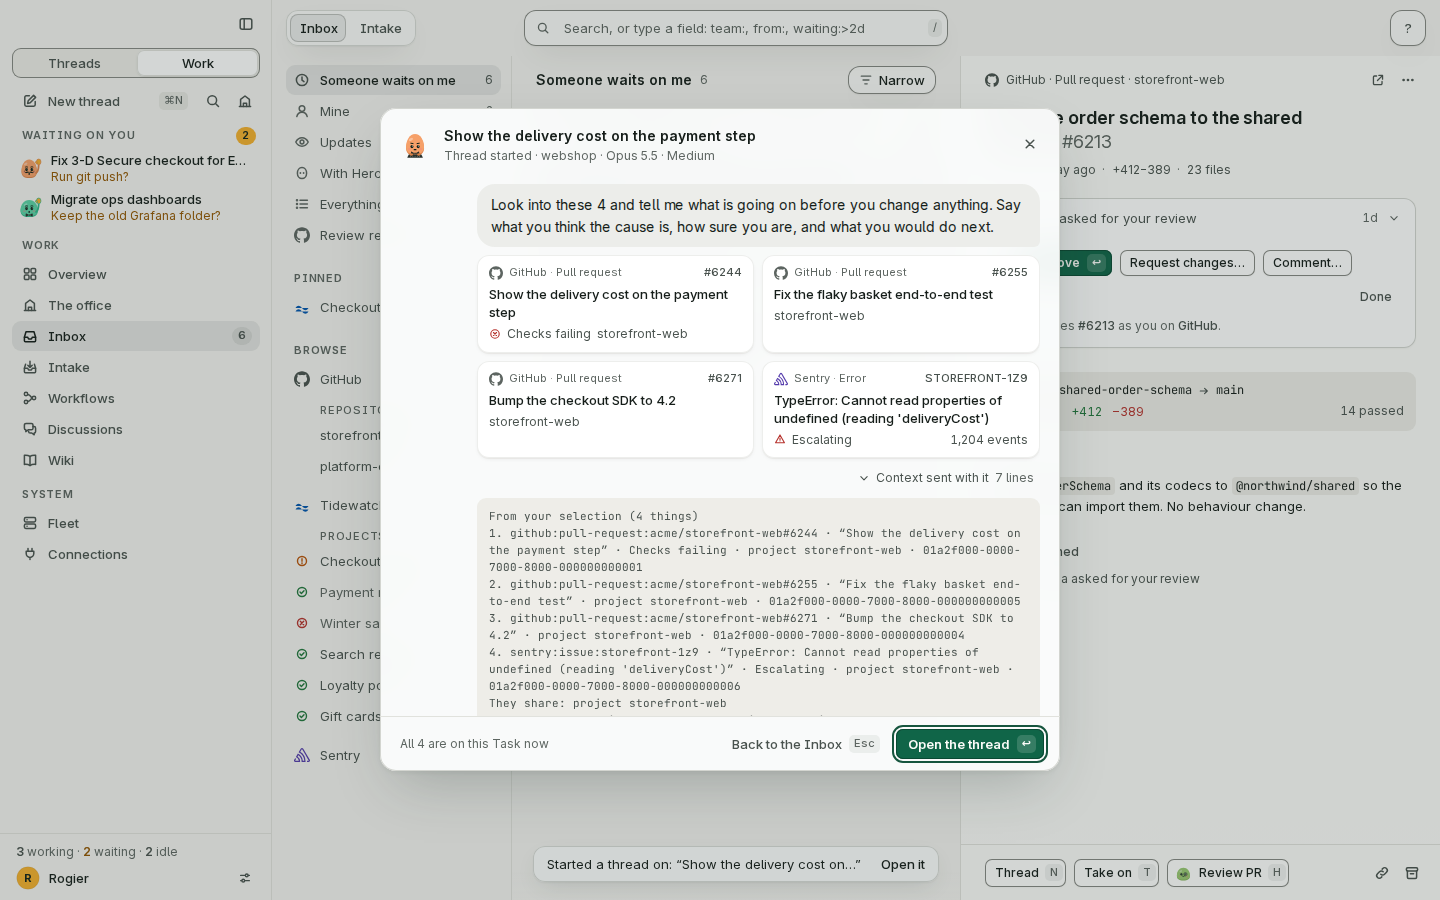 Threads
Work
New thread
⌘N
WAITING ON YOU
2
Fix 3-D Secure checkout for E…
Run git push?
Migrate ops dashboards
Keep the old Grafana folder?
WORK
Overview
The office
Inbox
6
Intake
Workflows
Discussions
Wiki
SYSTEM
Fleet
Connections
3 working · 2 waiting · 2 idle
R
Rogier
Inbox
Intake
Search, or type a field: team:, from:, waiting:>2d
/
?
Someone waits on me
6
Mine
Updates
With Herc
Everything
Review re
PINNED
Checkout
BROWSE
GitHub
REPOSITO
storefront
platform-
Tidewatch
PROJECTS
Checkout
Payment
Winter sa
Search re
Loyalty po
Gift cards
Sentry
Someone waits on me 6
Narrow
Show the delivery cost on the payment step
Thread started · webshop · Opus 5.5 · Medium
Look into these 4 and tell me what is going on before you change anything. Say
what you think the cause is, how sure you are, and what you would do next.
GitHub · Pull request
#6244
Show the delivery cost on the payment
step
Checks failing storefront-web
GitHub · Pull request
#6255
Fix the flaky basket end-to-end test
storefront-web
GitHub · Pull request
#6271
Bump the checkout SDK to 4.2
storefront-web
Sentry · Error
STOREFRONT-1Z9
TypeError: Cannot read properties of
undefined (reading 'deliveryCost')
Escalating
1,204 events
Context sent with it 7 lines
From your selection (4 things)
1. github:pull-request:acme/storefront-web#6244 · “Show the delivery cost on
the payment step” · Checks failing · project storefront-web · 01a2f000-0000-
7000-8000-000000000001
2. github:pull-request:acme/storefront-web#6255 · “Fix the flaky basket end-
to-end test” · project storefront-web · 01a2f000-0000-7000-8000-000000000005
3. github:pull-request:acme/storefront-web#6271 · “Bump the checkout SDK to
4.2” · project storefront-web · 01a2f000-0000-7000-8000-000000000004
4. sentry:issue:storefront-1z9 · “TypeError: Cannot read properties of
undefined (reading 'deliveryCost')” · Escalating · project storefront-web ·
01a2f000-0000-7000-8000-000000000006
They share: project storefront-web
All 4 are on this Task now
Back to the Inbox
Esc
Open the thread
Started a thread on: “Show the delivery cost on…”
Open it
GitHub · Pull request · storefront-web
e order schema to the shared
#6213
ay ago · +412−389 · 23 files
asked for your review
1d
ove
Request changes…
Comment…
Done
es #6213 as you on GitHub.
shared-order-schema → main
+412 −389
14 passed
erSchema and its codecs to @northwind/shared so the
can import them. No behaviour change.
ned
a asked for your review
Thread
N
Take on
T
Review PR
H